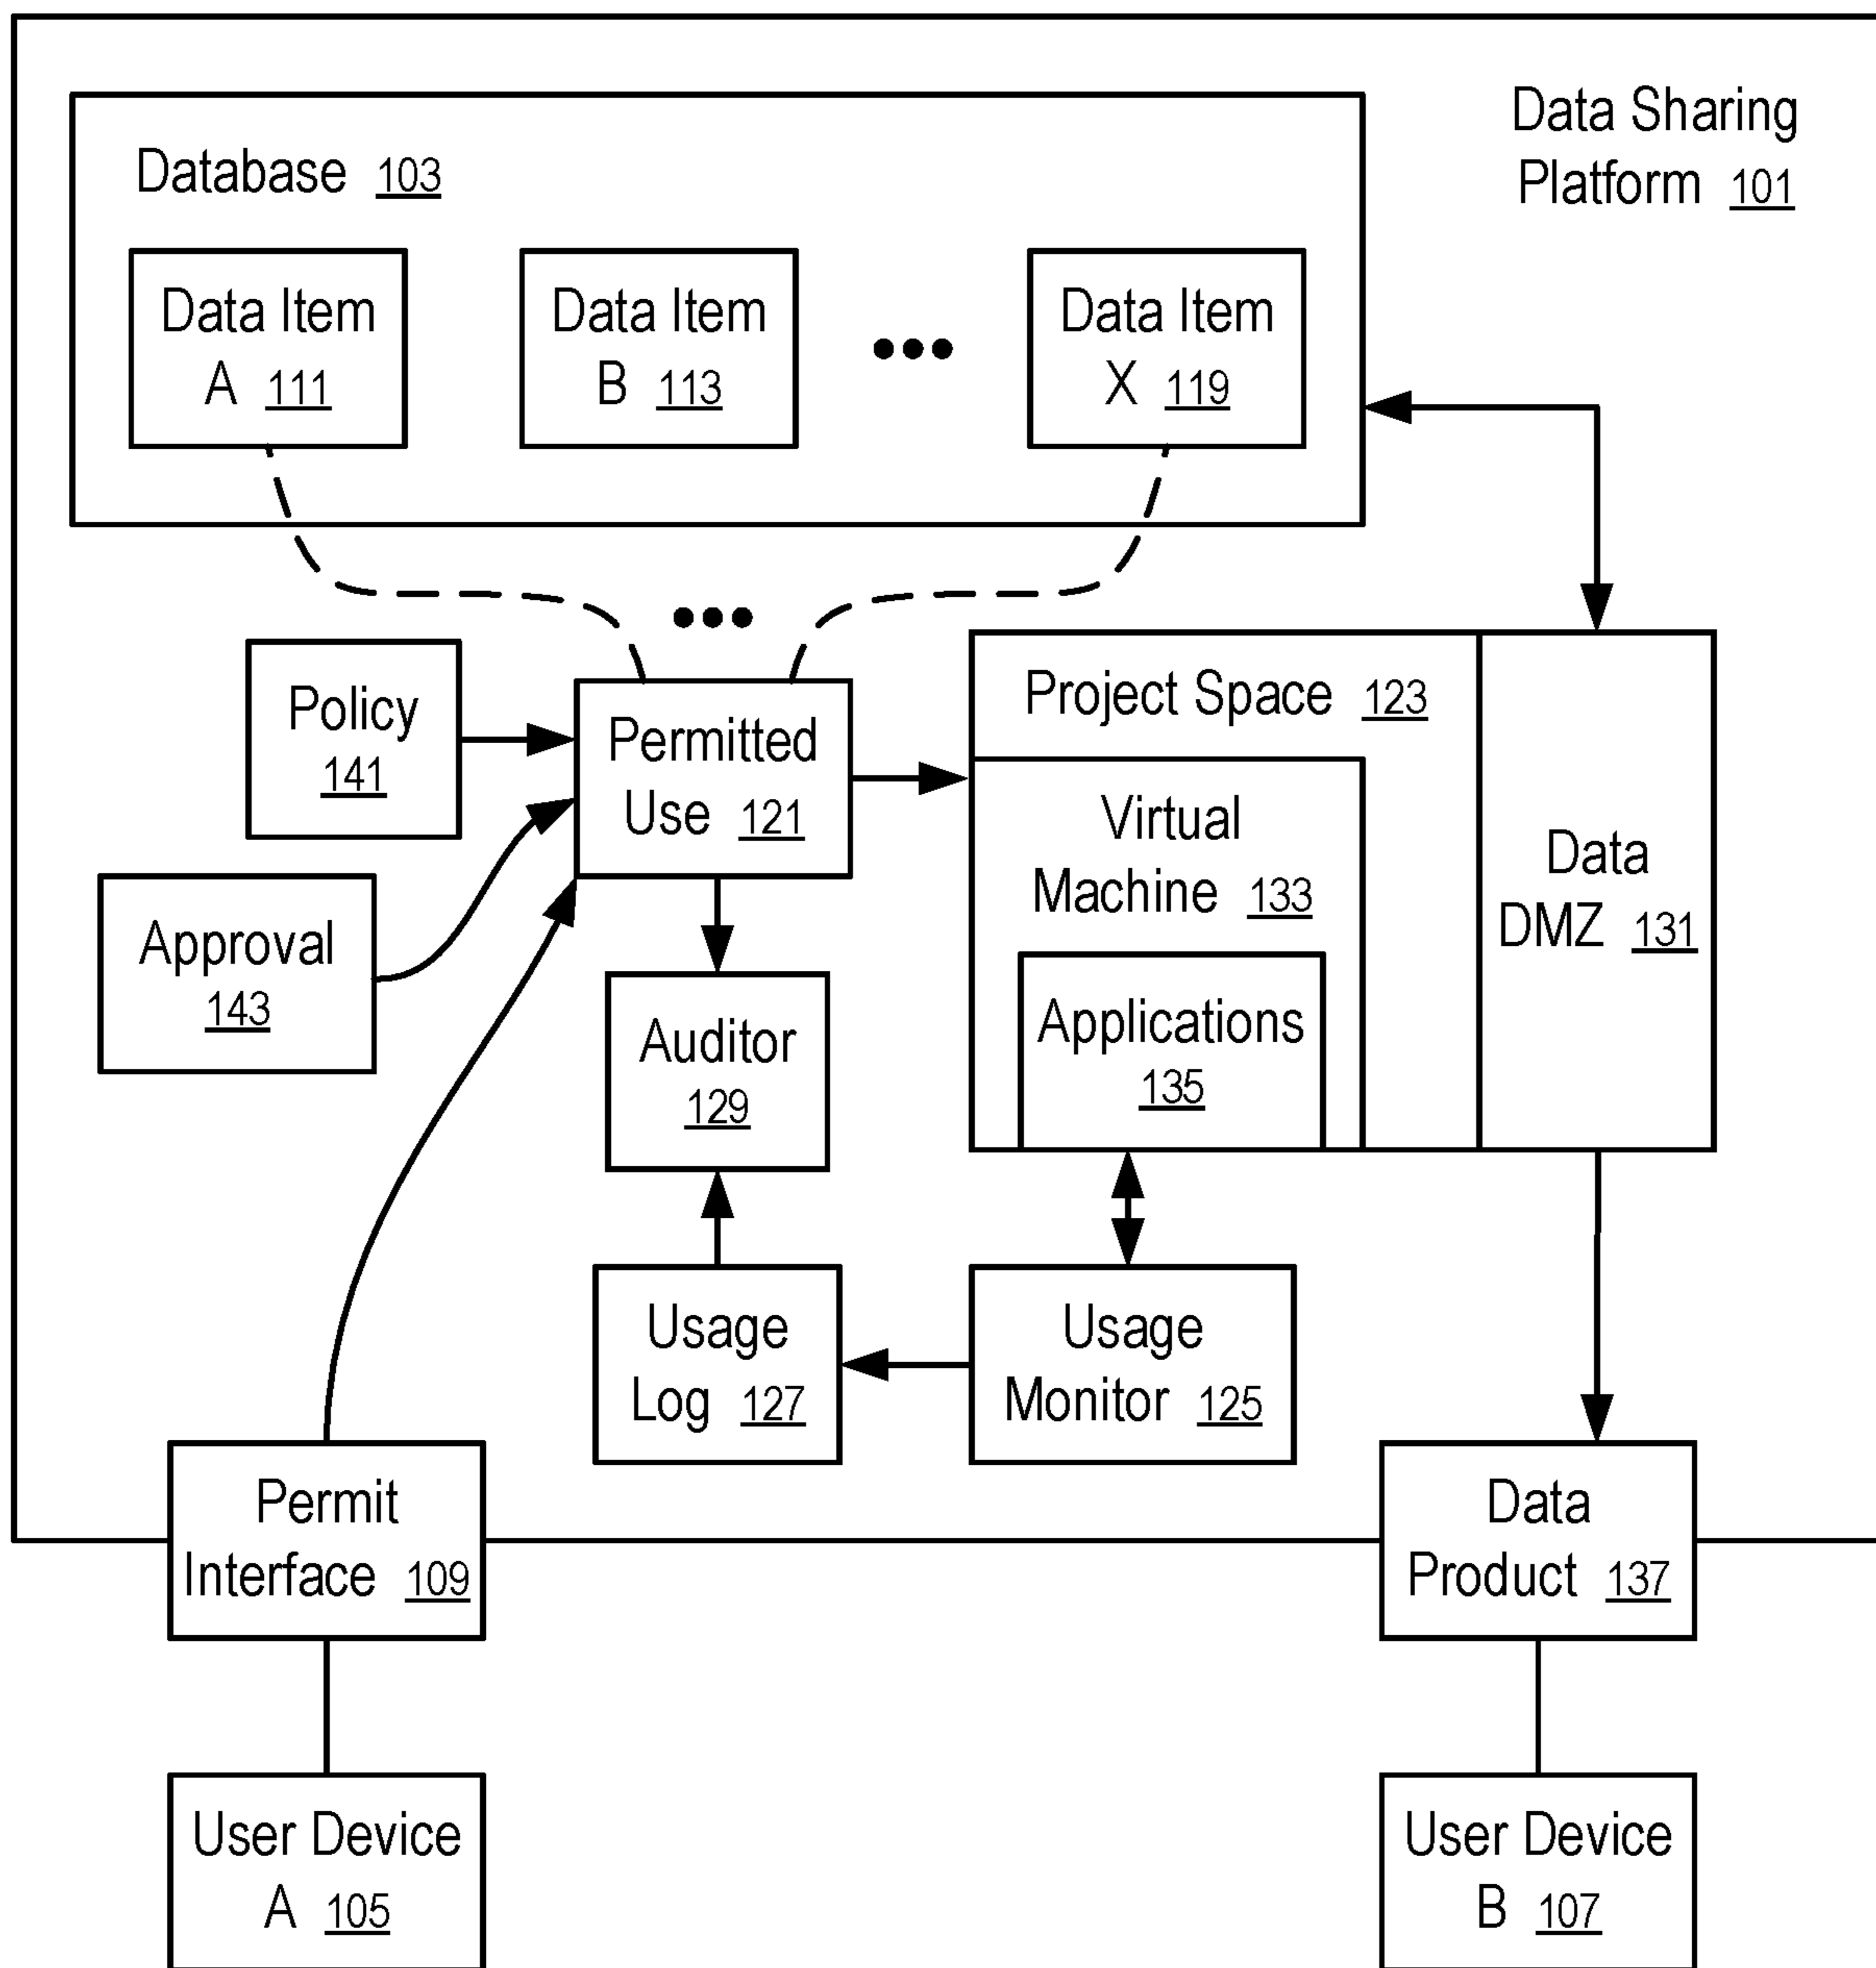 Data Sharing
Platform 101
Database 103
Data Item
A 111
Data Item
B 113
Data Item
X 119
Policy
141
Permitted
Use 121
Project Space 123
Virtual
Machine 133
Applications
135
Data
DMZ 131
Approval
143
Auditor
129
Usage
Log 127
Usage
Monitor 125
Permit
Interface 109
Data
Product 137
User Device
A 105
User Device
B 107